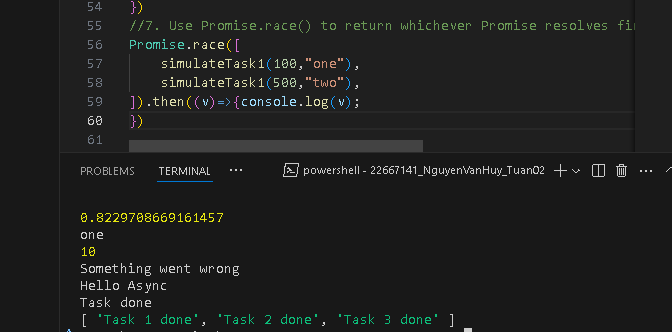 54 })
55 //7. Use Promise.race() to return whichever Promise resolves
56 Promise.race([
57 simulateTask1(100,"one"),
58 simulateTask1(500,"two"),
59 ]).then((v)=>{console.log(v);
60 })
61
PROBLEMS TERMINAL ··· powershell - 22667141_NguyenVanHuy_Tuan02
0.8229708669161457
one
10
Something went wrong
Hello Async
Task done
[ 'Task 1 done', 'Task 2 done', 'Task 3 done' ]